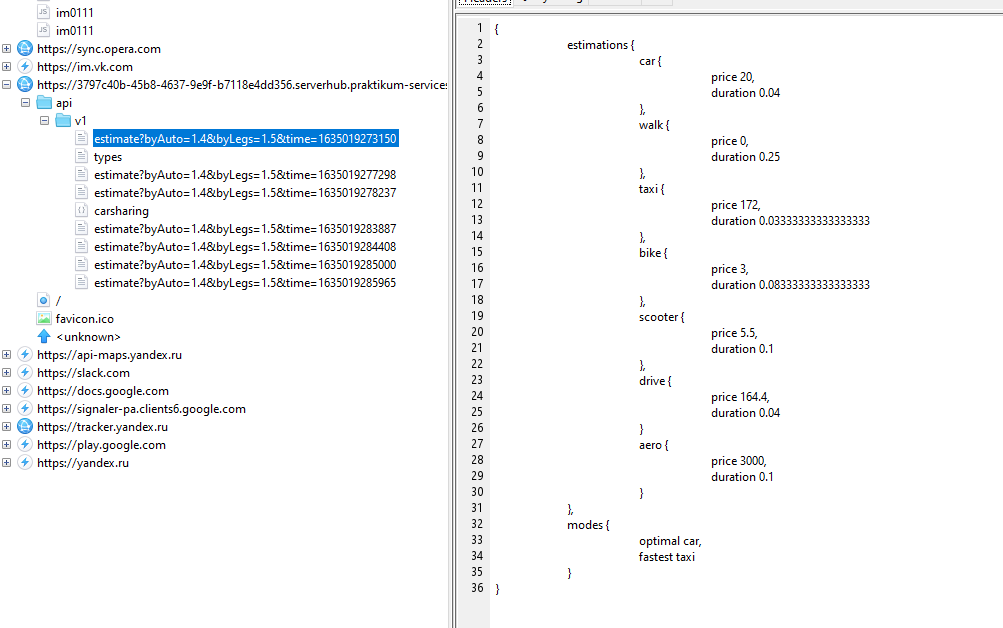 im0111
im0111
https://sync.opera.com
https://im.vk.com
https://3797c40b-45b8-4637-9e9f-b7118e4dd356.serverhub.praktikum-services
api
v1
estimate?byAuto=1.4&byLegs=1.5&time=1635019273150
types
estimate?byAuto=1.4&byLegs=1.5&time=1635019277298
estimate?byAuto=1.4&byLegs=1.5&time=1635019278237
carsharing
estimate?byAuto=1.4&byLegs=1.5&time=1635019283887
estimate?byAuto=1.4&byLegs=1.5&time=1635019284408
estimate?byAuto=1.4&byLegs=1.5&time=1635019285000
estimate?byAuto=1.4&byLegs=1.5&time=1635019285965
/
favicon.ico
<unknown>
https://api-maps.yandex.ru
https://slack.com
https://docs.google.com
https://signaler-pa.clients6.google.com
https://tracker.yandex.ru
https://play.google.com
https://yandex.ru
1 {
2 estimations {
3 car {
4 price 20,
5 duration 0.04
6 },
7 walk {
8 price 0,
9 duration 0.25
10 },
11 taxi {
12 price 172,
13 duration 0.03333333333333333
14 },
15 bike {
16 price 3,
17 duration 0.08333333333333333
18 },
19 scooter {
20 price 5.5,
21 duration 0.1
22 },
23 drive {
24 price 164.4,
25 duration 0.04
26 }
27 aero {
28 price 3000,
29 duration 0.1
30 }
31 },
32 modes {
33 optimal car,
34 fastest taxi
35 }
36 }